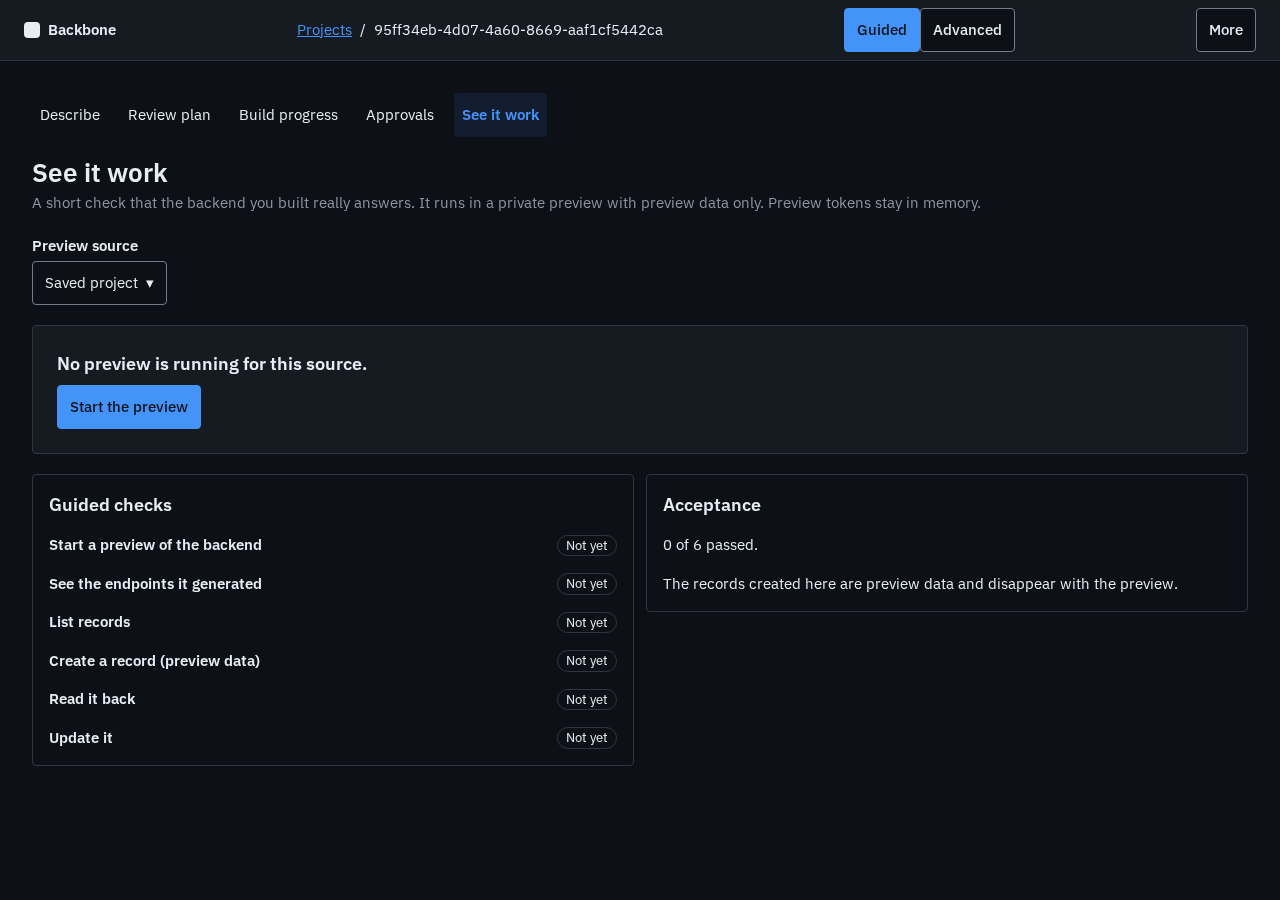 Backbone
Projects / 95ff34eb-4d07-4a60-8669-aaf1cf5442ca
Guided
Advanced
More
Describe
Review plan
Build progress
Approvals
See it work
See it work
A short check that the backend you built really answers. It runs in a private preview with preview data only. Preview tokens stay in memory.
Preview source
Saved project ▾
No preview is running for this source.
Start the preview
Guided checks
Start a preview of the backend Not yet
See the endpoints it generated Not yet
List records Not yet
Create a record (preview data) Not yet
Read it back Not yet
Update it Not yet
Acceptance
0 of 6 passed.
The records created here are preview data and disappear with the preview.